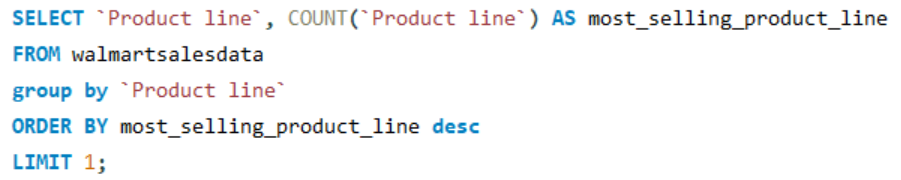 SELECT `Product line`, COUNT(`Product line`) AS most_selling_product_line
FROM walmartsalesdata
group by `Product line`
ORDER BY most_selling_product_line desc
LIMIT 1;